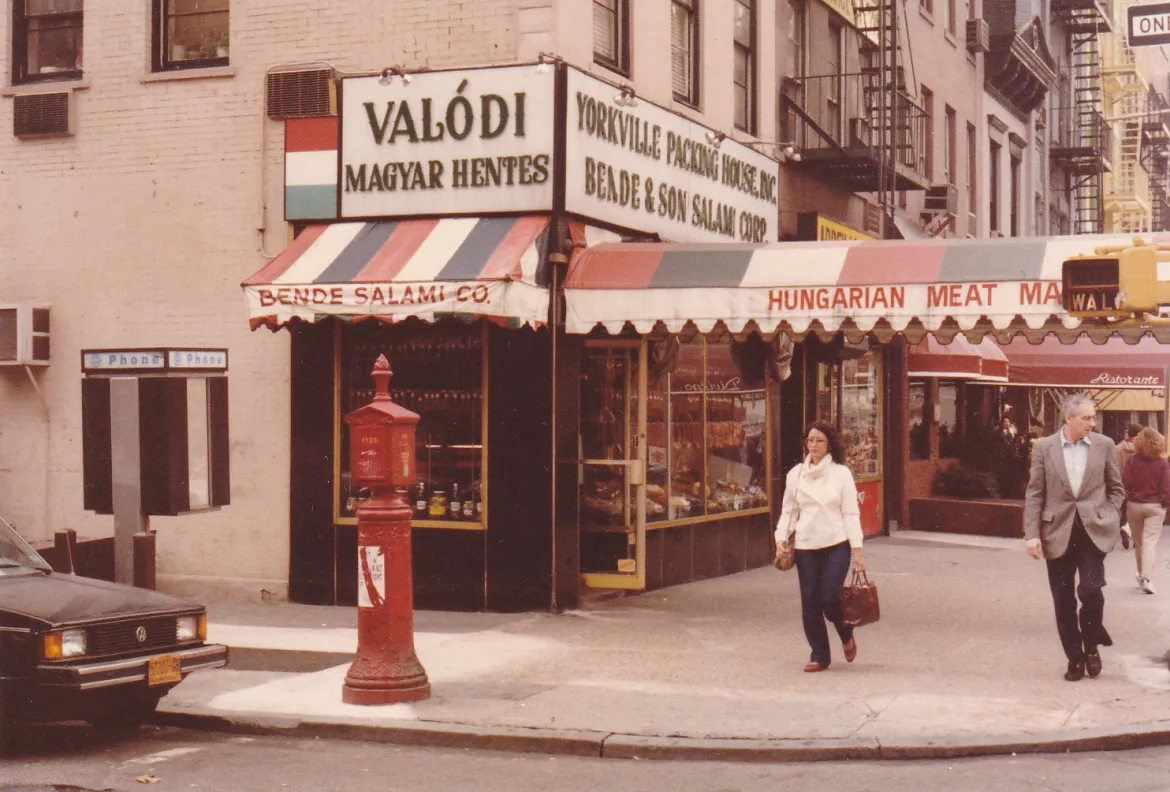 VALÓDI
MAGYAR HENTES
YORKVILLE PACKING HOUSE, INC.
BENDE & SON SALAMI CORP.
BENDE SALAMI CO.
HUNGARIAN MEAT MA
ONE
WAL
Ristorante
Phone
Phone